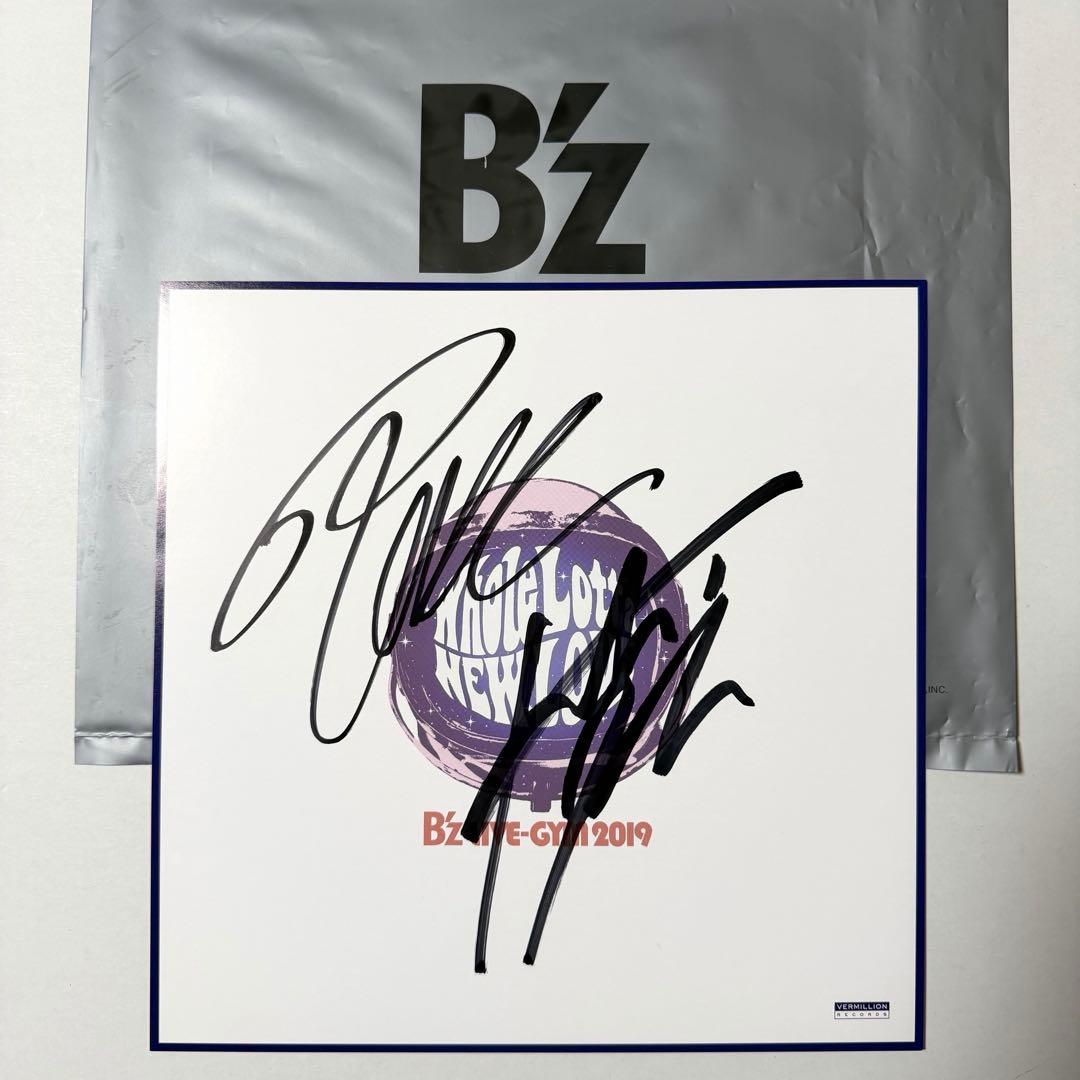 B'z
Whole Lotta
NEW LOVE
B'z LIVE-GYM 2019
, INC.
VERMILLION
RECORDS